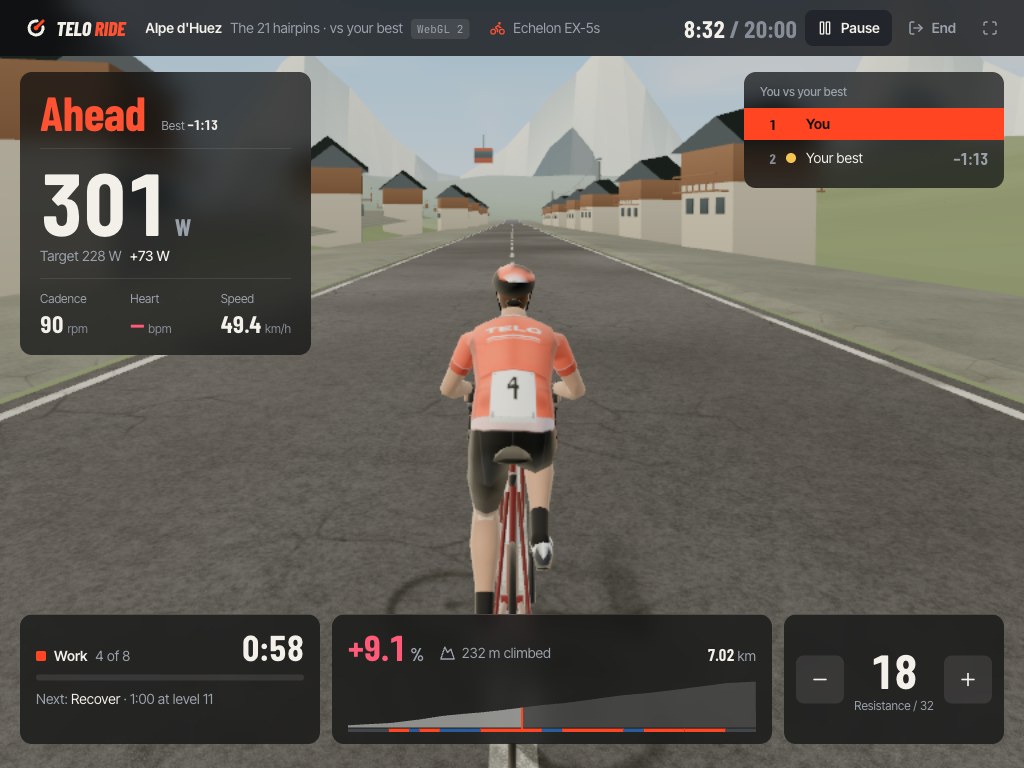 TELO RIDE Alpe d'Huez The 21 hairpins · vs your best WebGL 2 Echelon EX-5s 8:32 / 20:00 Pause End
Ahead Best −1:13
301 W
Target 228 W +73 W
Cadence Heart Speed
90 rpm – bpm 49.4 km/h
You vs your best
1 You
2 Your best −1:13
TELO
4
Work 4 of 8 0:58
Next: Recover · 1:00 at level 11
+9.1 % 232 m climbed 7.02 km
− 18 +
Resistance / 32